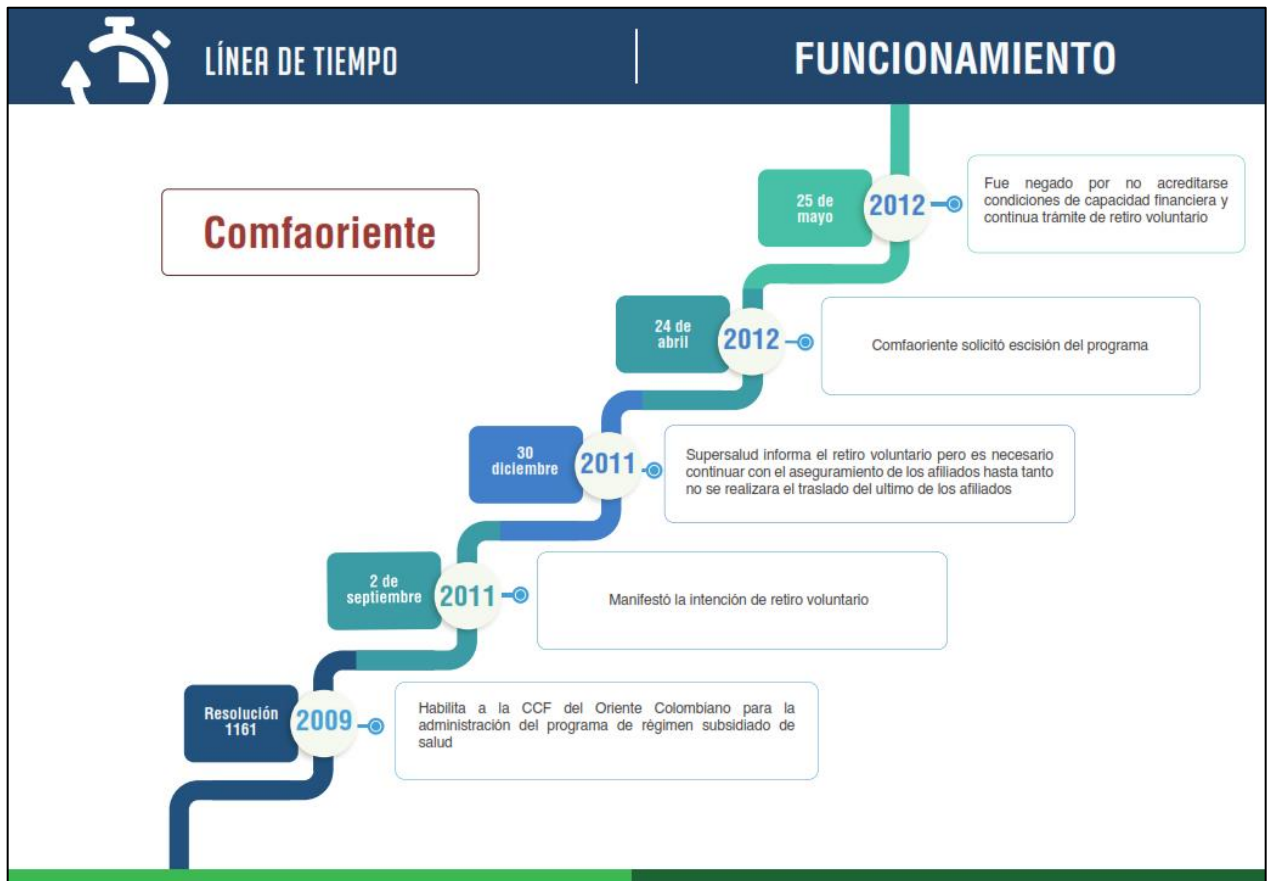 LÍNEA DE TIEMPO
FUNCIONAMIENTO
Comfaoriente
25 de
mayo
2012
Fue negado por no acreditarse
condiciones de capacidad financiera y
continua trámite de retiro voluntario
24 de
abril
2012
Comfaoriente solicitó escisión del programa
30
diciembre
2011
Supersalud informa el retiro voluntario pero es necesario
continuar con el aseguramiento de los afiliados hasta tanto
no se realizara el traslado del ultimo de los afiliados
2 de
septiembre
2011
Manifestó la intención de retiro voluntario
Resolución
1161
2009
Habilita a la CCF del Oriente Colombiano para la
administración del programa de régimen subsidiado de
salud